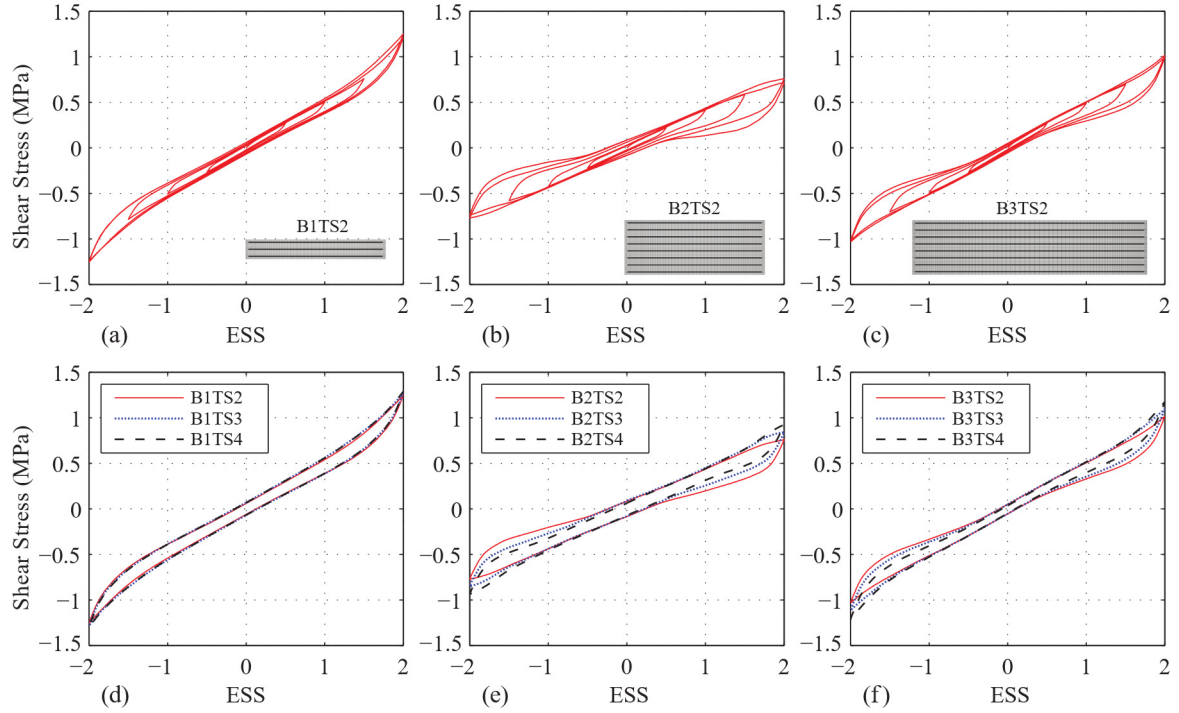 1.5
1
0.5
0
−0.5
−1
−1.5
Shear Stress (MPa)
B1TS2
−2 −1 0 1 2
(a) ESS
1.5
1
0.5
0
−0.5
−1
−1.5
B2TS2
−2 −1 0 1 2
(b) ESS
1.5
1
0.5
0
−0.5
−1
−1.5
B3TS2
−2 −1 0 1 2
(c) ESS
1.5
1
0.5
0
−0.5
−1
−1.5
Shear Stress (MPa)
B1TS2
B1TS3
B1TS4
−2 −1 0 1 2
(d) ESS
1.5
1
0.5
0
−0.5
−1
−1.5
B2TS2
B2TS3
B2TS4
−2 −1 0 1 2
(e) ESS
1.5
1
0.5
0
−0.5
−1
−1.5
B3TS2
B3TS3
B3TS4
−2 −1 0 1 2
(f) ESS